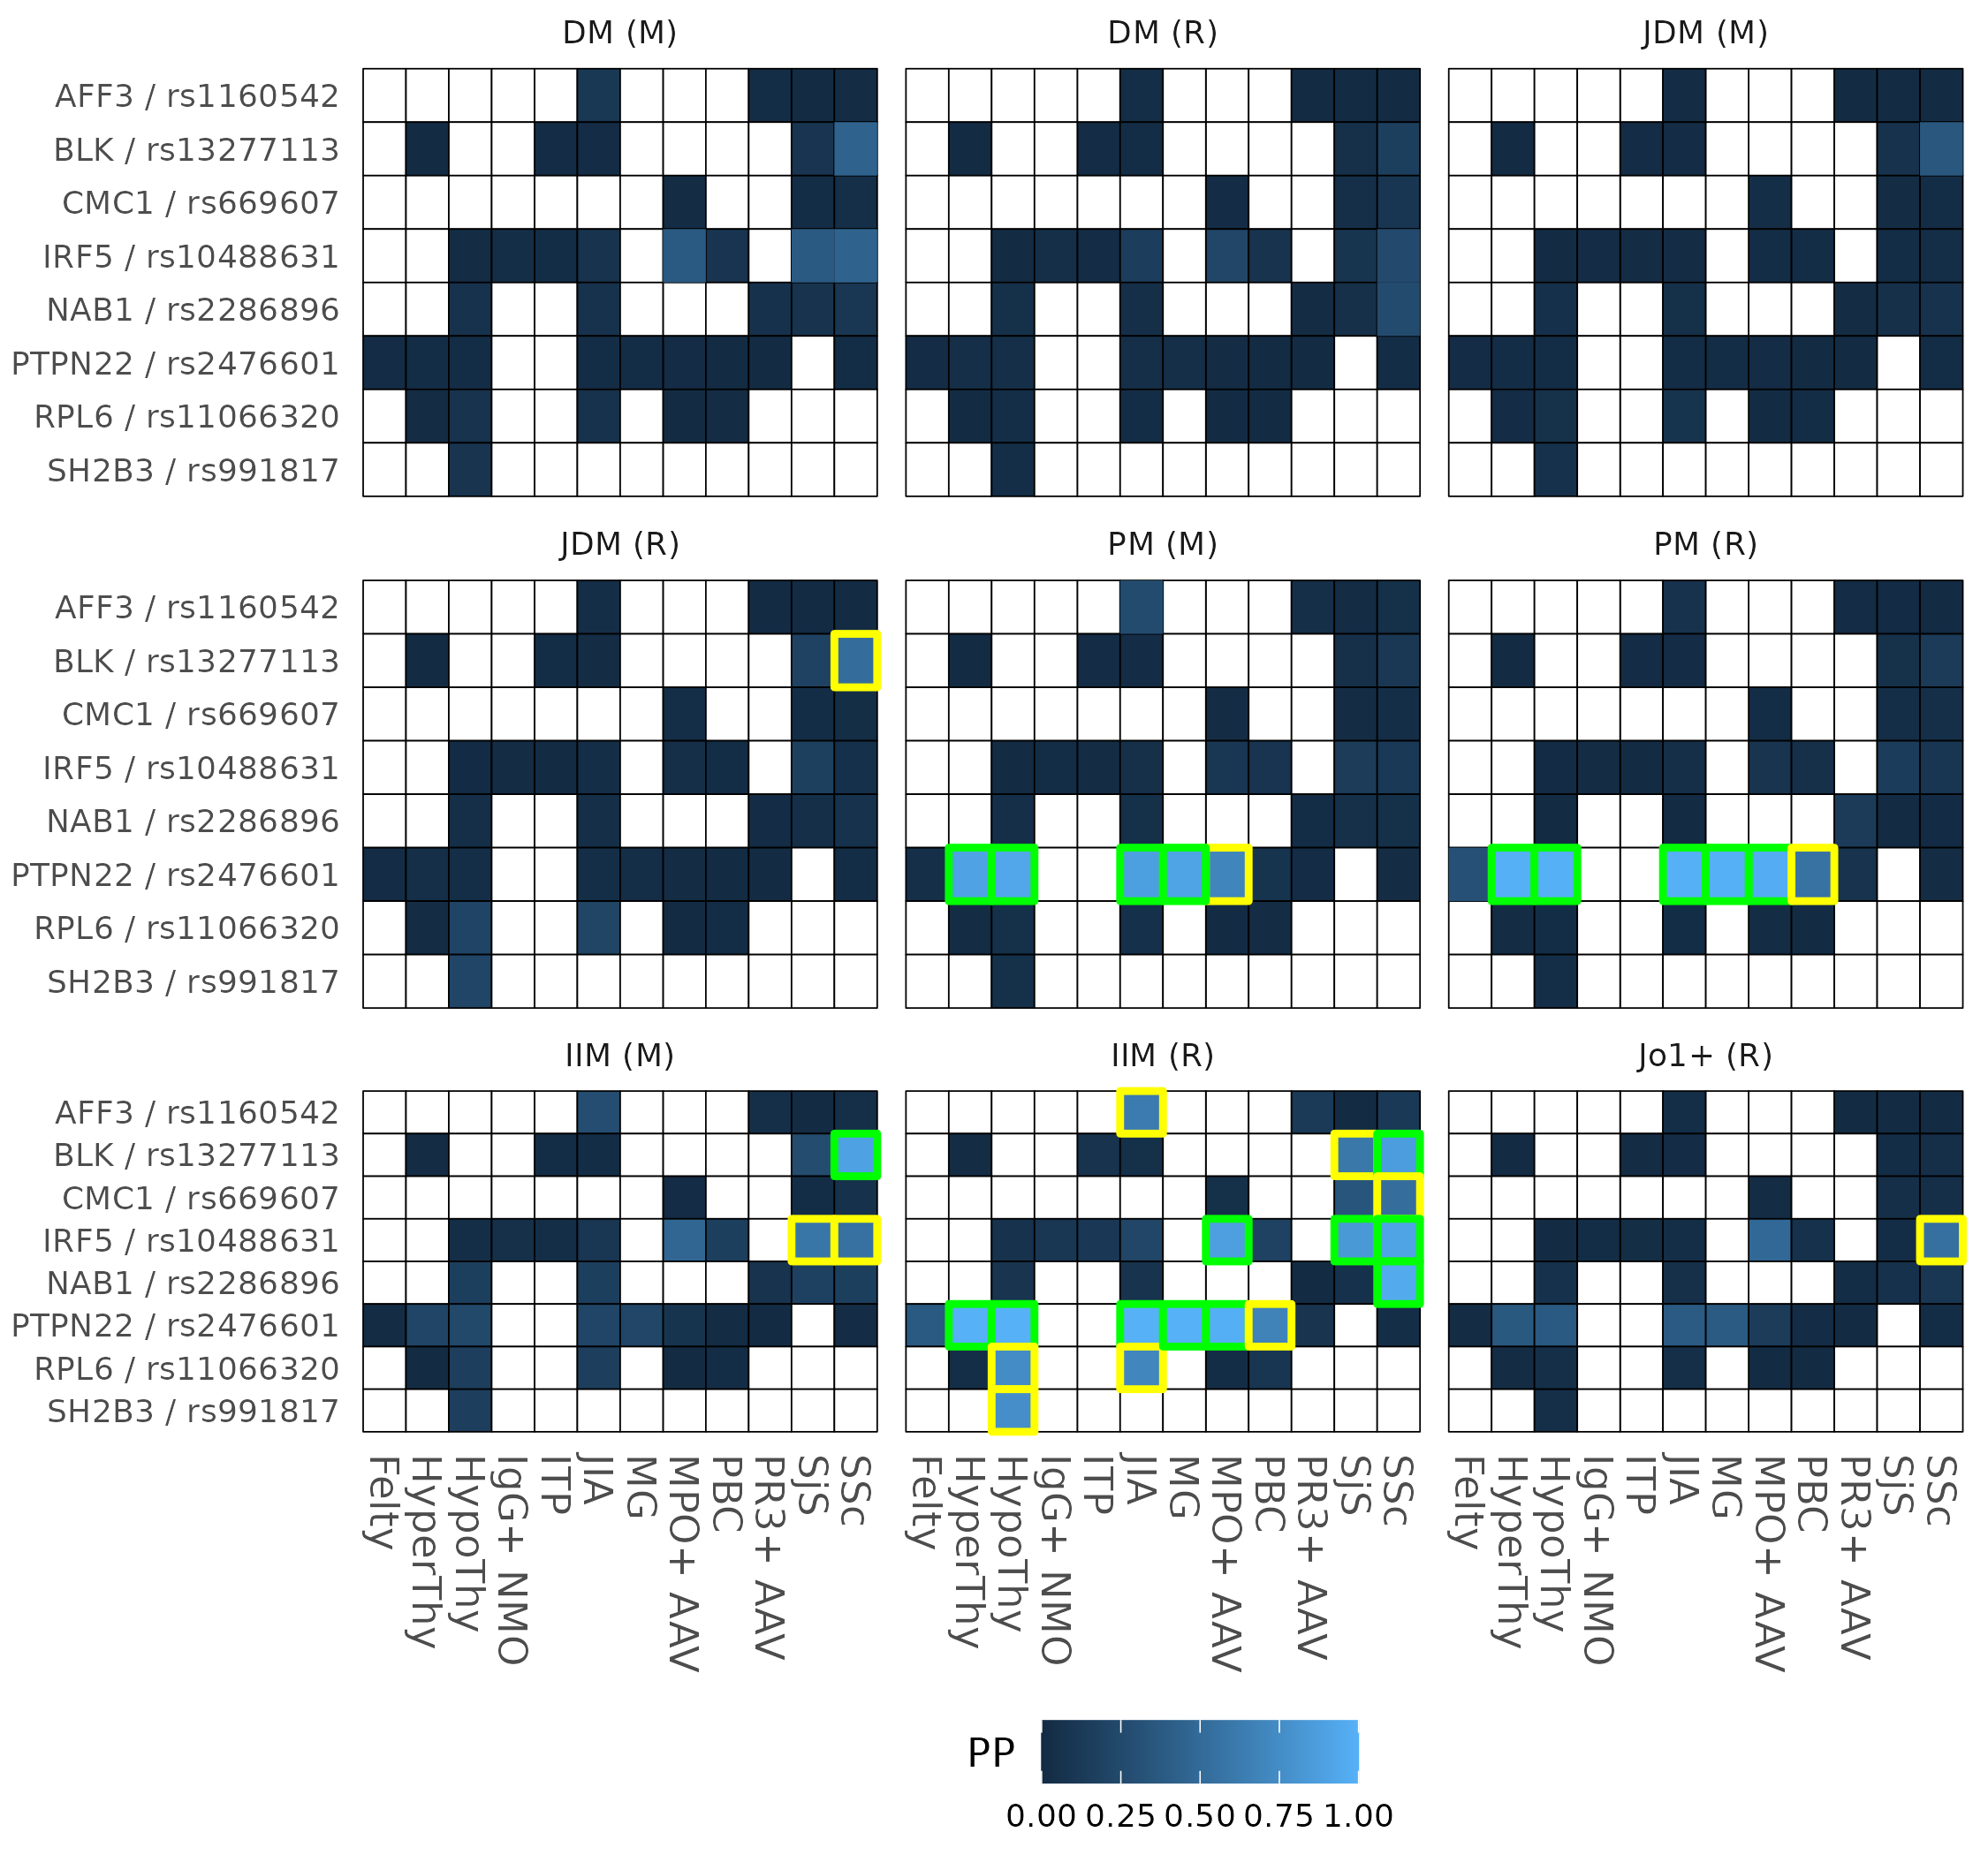 DM (M) DM (R) JDM (M)
AFF3 / rs1160542
BLK / rs13277113
CMC1 / rs669607
IRF5 / rs10488631
NAB1 / rs2286896
PTPN22 / rs2476601
RPL6 / rs11066320
SH2B3 / rs991817
JDM (R) PM (M) PM (R)
AFF3 / rs1160542
BLK / rs13277113
CMC1 / rs669607
IRF5 / rs10488631
NAB1 / rs2286896
PTPN22 / rs2476601
RPL6 / rs11066320
SH2B3 / rs991817
IIM (M) IIM (R) Jo1+ (R)
AFF3 / rs1160542
BLK / rs13277113
CMC1 / rs669607
IRF5 / rs10488631
NAB1 / rs2286896
PTPN22 / rs2476601
RPL6 / rs11066320
SH2B3 / rs991817
Felty
HyperThy
HypoThy
IgG+ NMO
ITP
JIA
MG
MPO+ AAV
PBC
PR3+ AAV
SjS
SSc
Felty
HyperThy
HypoThy
IgG+ NMO
ITP
JIA
MG
MPO+ AAV
PBC
PR3+ AAV
SjS
SSc
Felty
HyperThy
HypoThy
IgG+ NMO
ITP
JIA
MG
MPO+ AAV
PBC
PR3+ AAV
SjS
SSc
PP
0.00 0.25 0.50 0.75 1.00